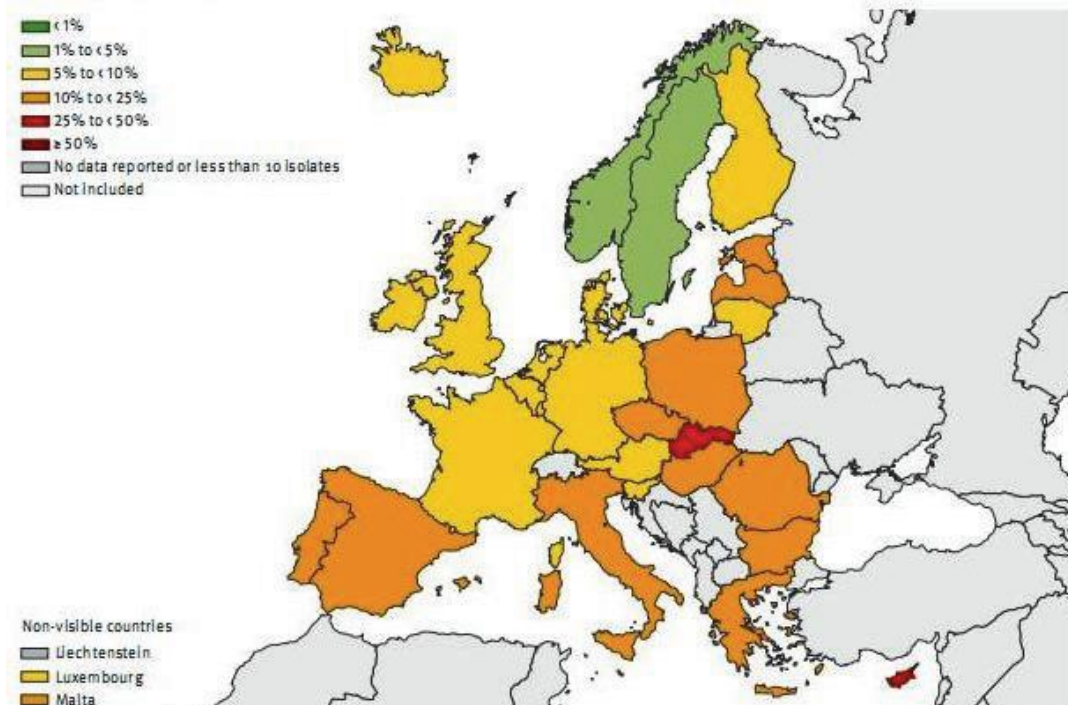 < 1%
1% to < 5%
5% to < 10%
10% to < 25%
25% to < 50%
≥ 50%
No data reported or less than 10 isolates
Not included
Non-visible countries
Liechtenstein
Luxembourg
Malta